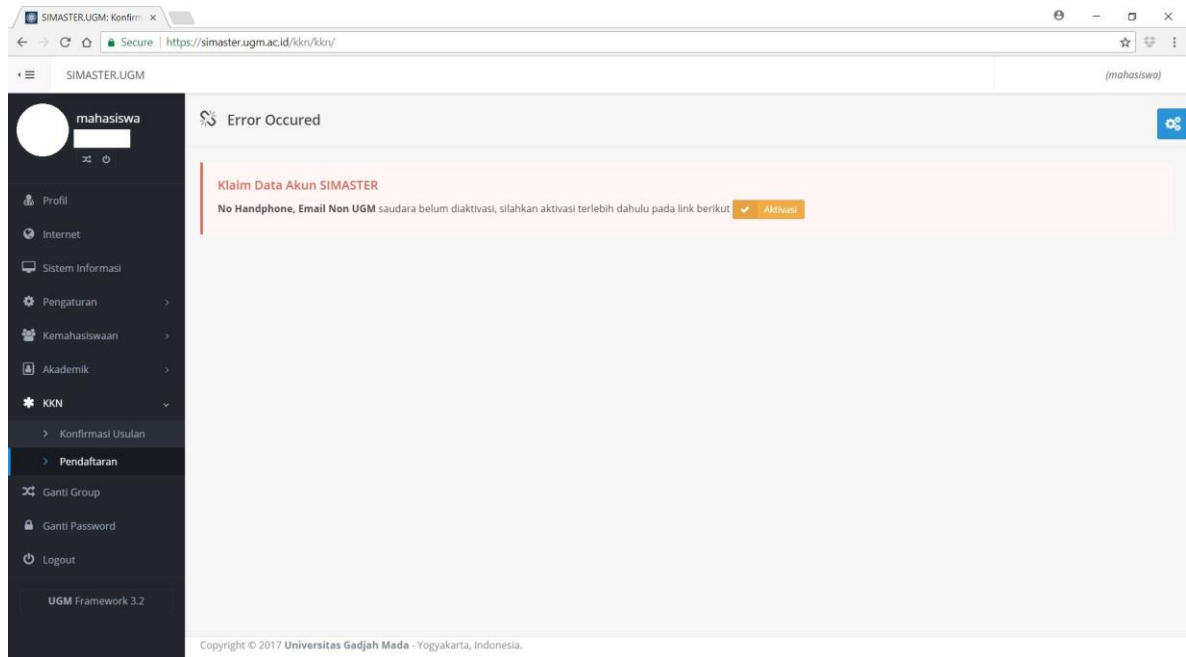 SIMASTER.UGM: Konfirm
Secure | https://simaster.ugm.ac.id/kkn/kkn/
SIMASTER.UGM
(mahasiswa)
mahasiswa
Error Occured
Klaim Data Akun SIMASTER
No Handphone, Email Non UGM saudara belum diaktivasi, silahkan aktivasi terlebih dahulu pada link berikut Aktivasi
Profil
Internet
Sistem Informasi
Pengaturan
Kemahasiswaan
Akademik
KKN
Konfirmasi Usulan
Pendaftaran
Ganti Group
Ganti Password
Logout
UGM Framework 3.2
Copyright © 2017 Universitas Gadjah Mada - Yogyakarta, Indonesia.